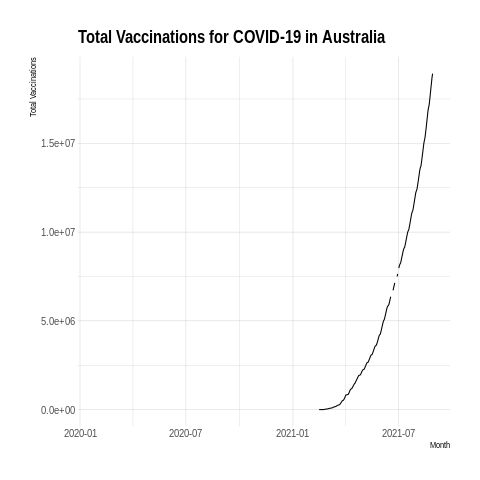 Total Vaccinations for COVID-19 in Australia
Total Vaccinations
1.5e+07
1.0e+07
5.0e+06
0.0e+00
2020-01 2020-07 2021-01 2021-07
Month